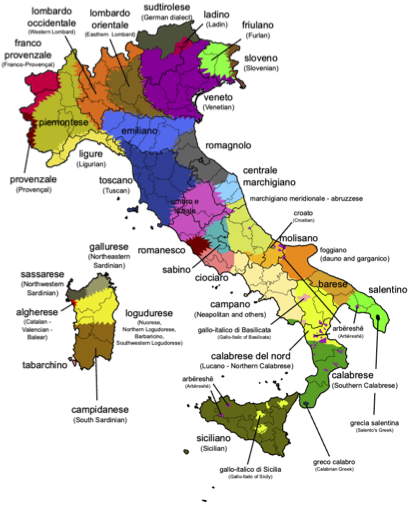 lombardo
occidentale
(Western Lombard)
lombardo
orientale
(Easthern Lombard)
sudtirolese
(German dialect)
ladino
(Ladin)
friulano
(Furlan)
sloveno
(Slovenian)
franco
provenzale
(Franco-Provençal)
veneto
(Venetian)
piemontese
emiliano
romagnolo
ligure
(Ligurian)
provenzale
(Provençal)
toscano
(Tuscan)
centrale
marchigiano
marchigiano meridionale - abruzzese
umbro e
laziale
croato
(Croatian)
molisano
foggiano
(dauno and garganico)
gallurese
(Northeastern
Sardinian)
romanesco
sabino
ciociaro
barese
salentino
sassarese
(Northwestern
Sardinian)
campano
(Neapolitan and others)
algherese
(Catalan -
Valencian -
Balear)
logudurese
(Nuorese,
Northern Logudorese,
Barbaricino,
Southwestern Logudorese)
gallo-italico di Basilicata
(Gallo-Italic of Basilicata)
arbëreshë
(Arbëreshë)
calabrese del nord
(Lucano - Northern Calabrese)
tabarchino
calabrese
(Southern Calabrese)
arbëreshë
(Arbëreshë)
campidanese
(South Sardinian)
grecìa salentina
(Salento's Greek)
siciliano
(Sicilian)
greco calabro
(Calabrian Greek)
gallo-italico di Sicilia
(Gallo-Italic of Sicily)